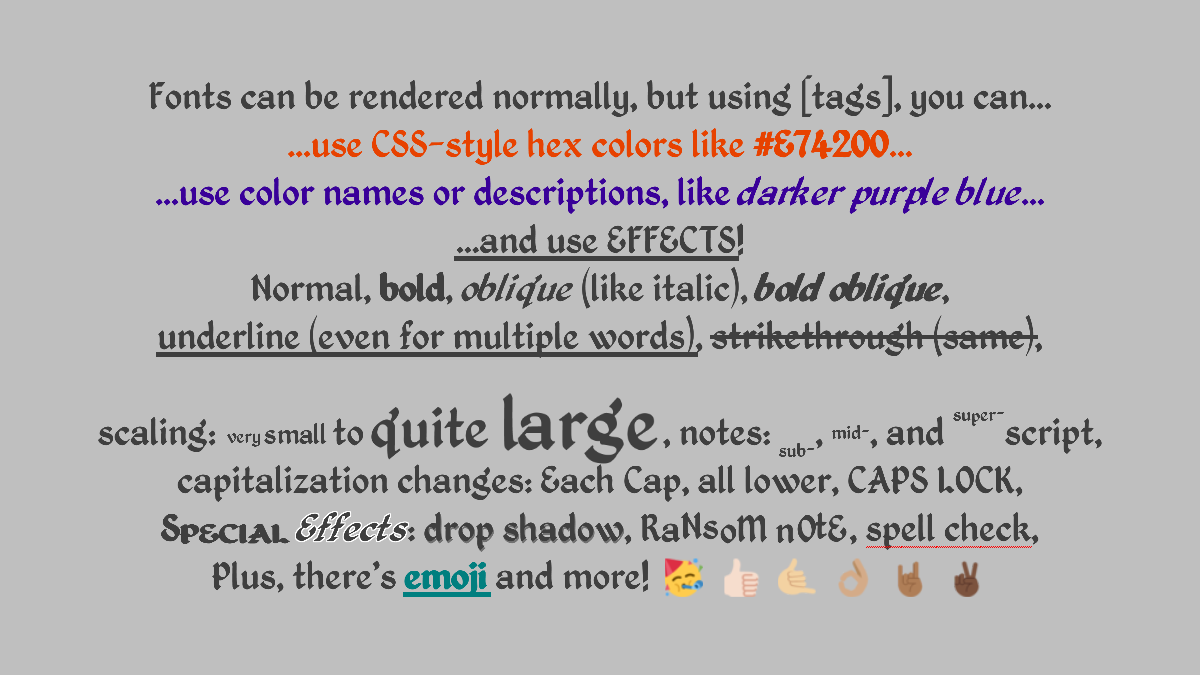 Fonts can be rendered normally, but using [tags], you can...
...use CSS-style hex colors like #E74200...
...use color names or descriptions, like darker purple blue...
...and use EFFECTS!
Normal, bold, oblique (like italic), bold oblique,
underline (even for multiple words), strikethrough (same),
scaling: very small to quite large, notes: sub-, mid-, and super-script,
capitalization changes: Each Cap, all lower, CAPS LOCK,
Special Effects: drop shadow, RaNsoM nOtE, spell check,
Plus, there's emoji and more! 🥳 👍🏻 🤙🏼 👌🏽 🤘🏾 ✌🏿